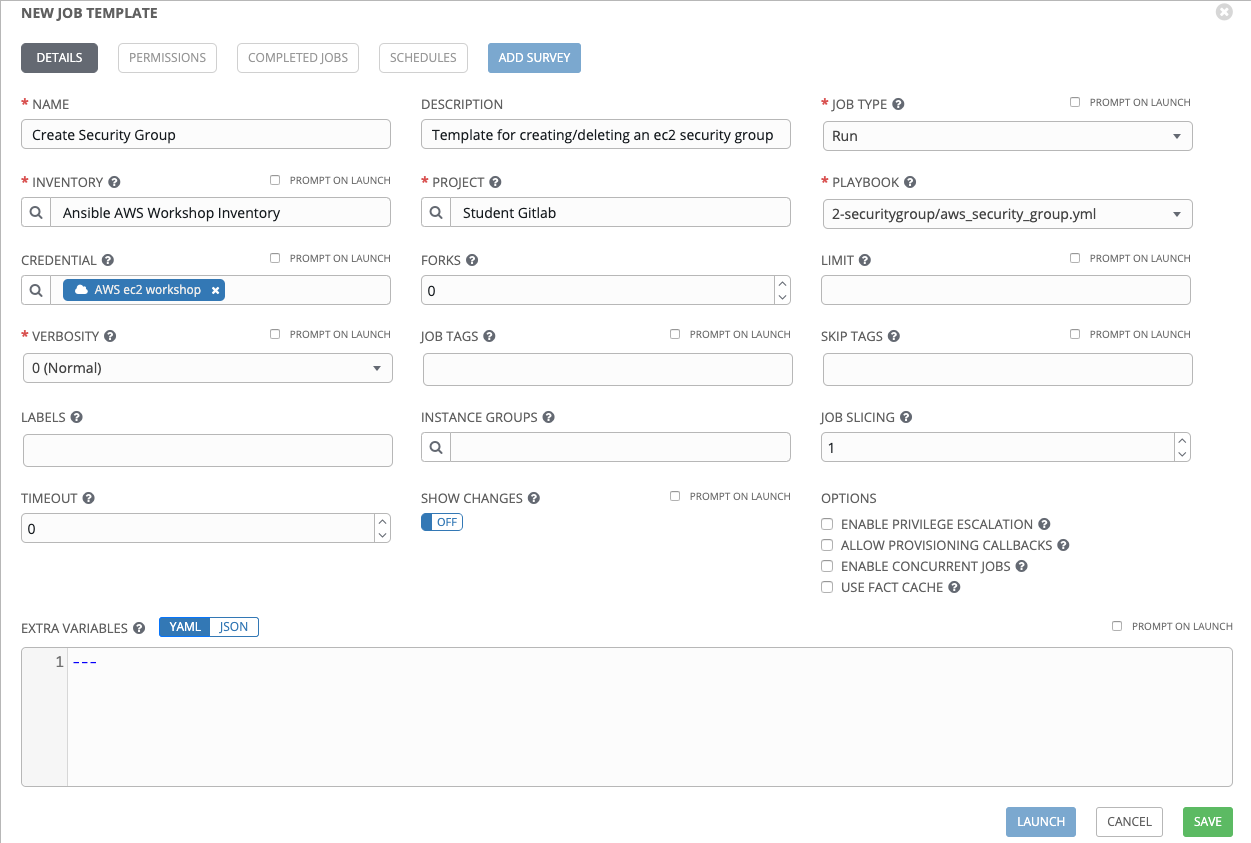 NEW JOB TEMPLATE
DETAILS PERMISSIONS COMPLETED JOBS SCHEDULES ADD SURVEY
* NAME DESCRIPTION * JOB TYPE PROMPT ON LAUNCH
Create Security Group Template for creating/deleting an ec2 security group Run
* INVENTORY PROMPT ON LAUNCH * PROJECT * PLAYBOOK
Ansible AWS Workshop Inventory Student Gitlab 2-securitygroup/aws_security_group.yml
CREDENTIAL PROMPT ON LAUNCH FORKS LIMIT PROMPT ON LAUNCH
AWS ec2 workshop 0
* VERBOSITY PROMPT ON LAUNCH JOB TAGS PROMPT ON LAUNCH SKIP TAGS PROMPT ON LAUNCH
0 (Normal)
LABELS INSTANCE GROUPS JOB SLICING
1
TIMEOUT SHOW CHANGES PROMPT ON LAUNCH OPTIONS
0 OFF ENABLE PRIVILEGE ESCALATION
ALLOW PROVISIONING CALLBACKS
ENABLE CONCURRENT JOBS
USE FACT CACHE
EXTRA VARIABLES YAML JSON PROMPT ON LAUNCH
1 ---
LAUNCH CANCEL SAVE